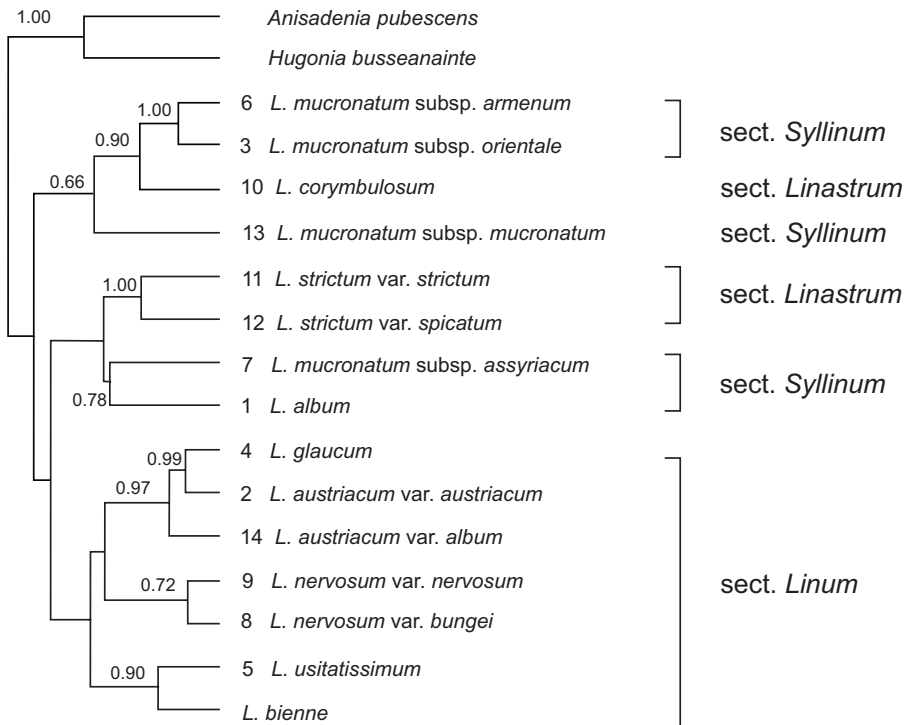 1.00
Anisadenia pubescens
Hugonia busseanainte
6 L. mucronatum subsp. armenum
1.00
sect. Syllinum
0.90
3 L. mucronatum subsp. orientale
0.66
10 L. corymbulosum
sect. Linastrum
13 L. mucronatum subsp. mucronatum
sect. Syllinum
11 L. strictum var. strictum
1.00
sect. Linastrum
12 L. strictum var. spicatum
7 L. mucronatum subsp. assyriacum
sect. Syllinum
0.78
1 L. album
4 L. glaucum
0.99
0.97
2 L. austriacum var. austriacum
14 L. austriacum var. album
9 L. nervosum var. nervosum
0.72
sect. Linum
8 L. nervosum var. bungei
5 L. usitatissimum
0.90
L. bienne